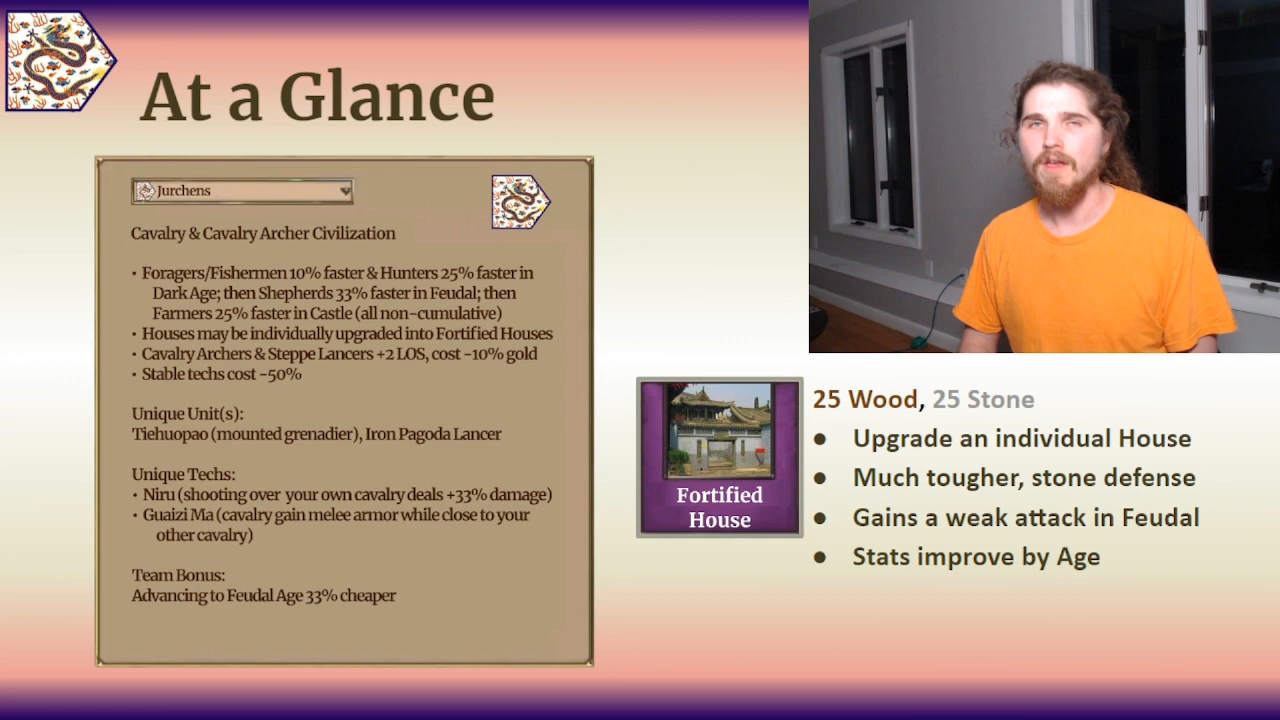 At a Glance
Jurchens
Cavalry & Cavalry Archer Civilization
• Foragers/Fishermen 10% faster & Hunters 25% faster in
Dark Age; then Shepherds 33% faster in Feudal; then
Farmers 25% faster in Castle (all non-cumulative)
• Houses may be individually upgraded into Fortified Houses
• Cavalry Archers & Steppe Lancers +2 LOS, cost -10% gold
• Stable techs cost -50%
Unique Unit(s):
Tiehuopao (mounted grenadier), Iron Pagoda Lancer
Unique Techs:
• Niru (shooting over your own cavalry deals +33% damage)
• Guaizi Ma (cavalry gain melee armor while close to your
other cavalry)
Team Bonus:
Advancing to Feudal Age 33% cheaper
Fortified
House
25 Wood, 25 Stone
● Upgrade an individual House
● Much tougher, stone defense
● Gains a weak attack in Feudal
● Stats improve by Age